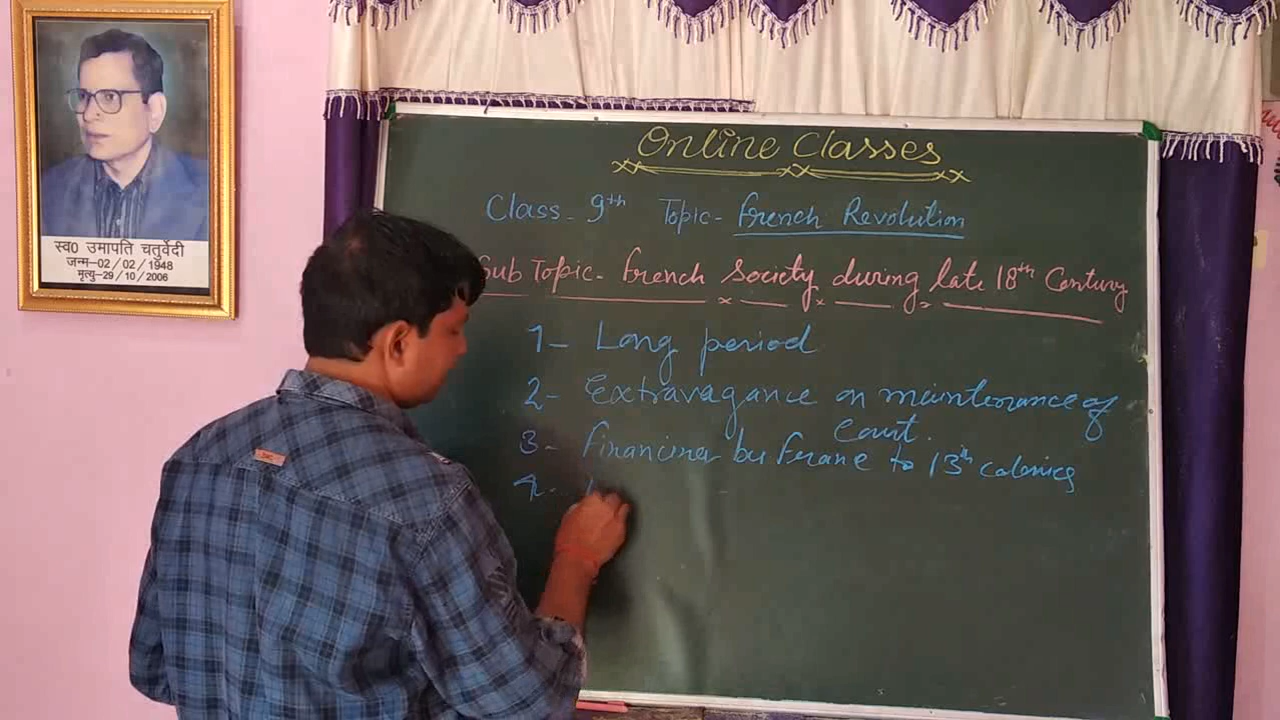 स्व0 उमापति चतुर्वेदी
जन्म-02/02/1948
मृत्यु-29/10/2006
Online Classes
Class - 9th Topic - French Revolution
Sub Topic - French Society during late 18th Century
1- Long period
2- Extravagance on maintenance of
Court.
3- Financiner by Frane to 13th colonies
4-